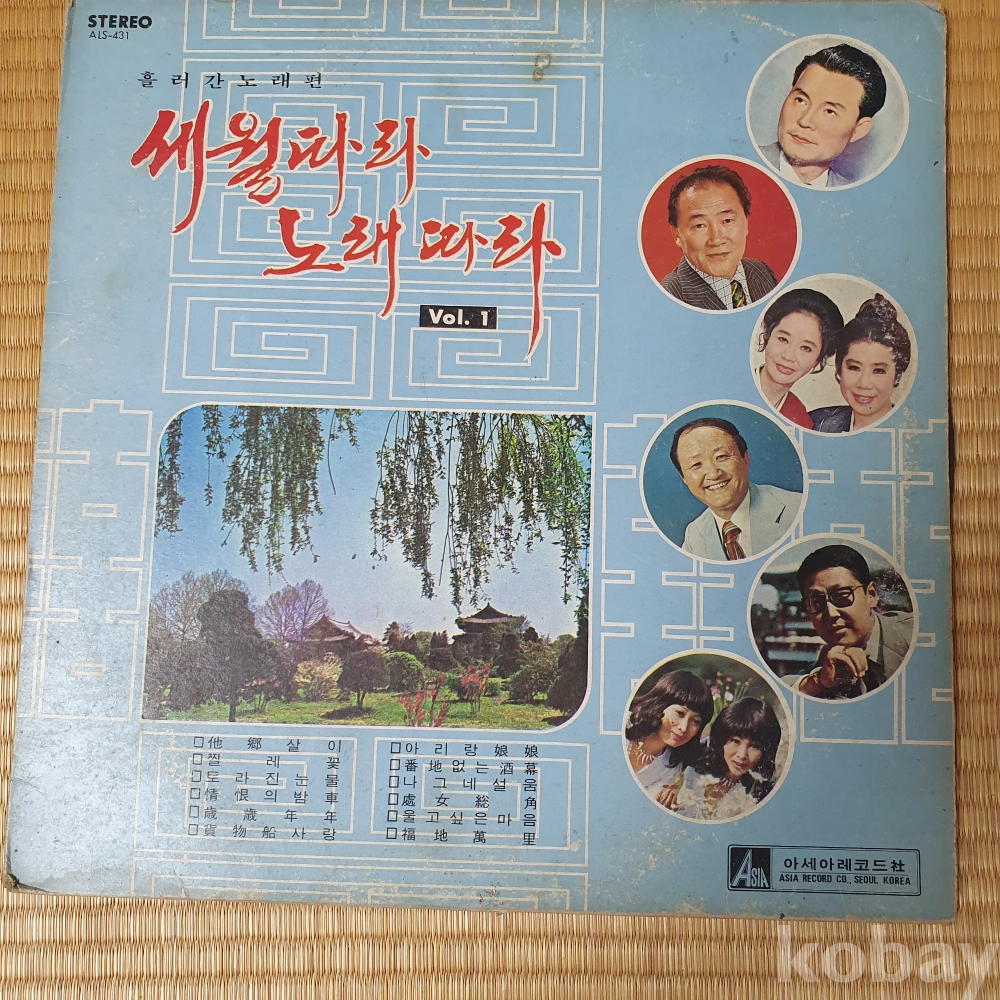 STEREO
ALS-431
흘러간노래편
세월따라
노래따라
Vol. 1
□他鄕살이
□찔레꽃
□도라진눈물
□情恨의밤車
□歲歲年年
□貨物船사랑
□아리랑娘娘
□番地없는酒幕
□나그네설움
□處女総角
□울고싶은마음
□福地萬里
ASIA
아세아레코드社
ASIA RECORD CO., SEOUL KOREA
kobay